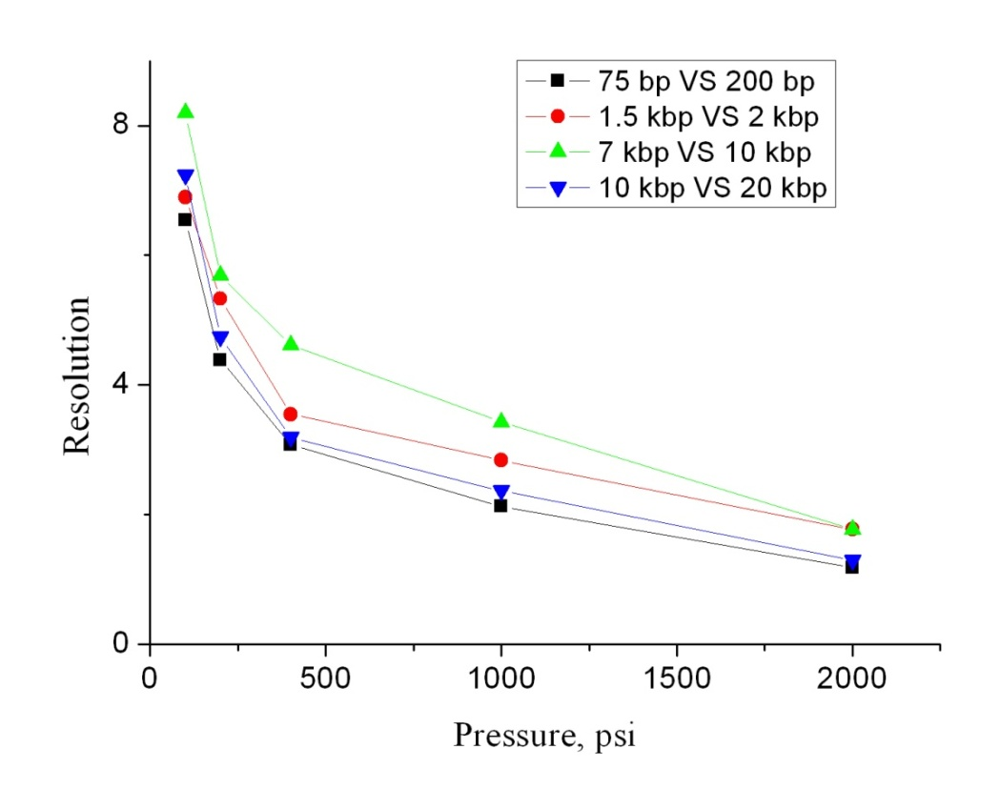 75 bp VS 200 bp
1.5 kbp VS 2 kbp
7 kbp VS 10 kbp
10 kbp VS 20 kbp
8
4
0
Resolution
0 500 1000 1500 2000
Pressure, psi